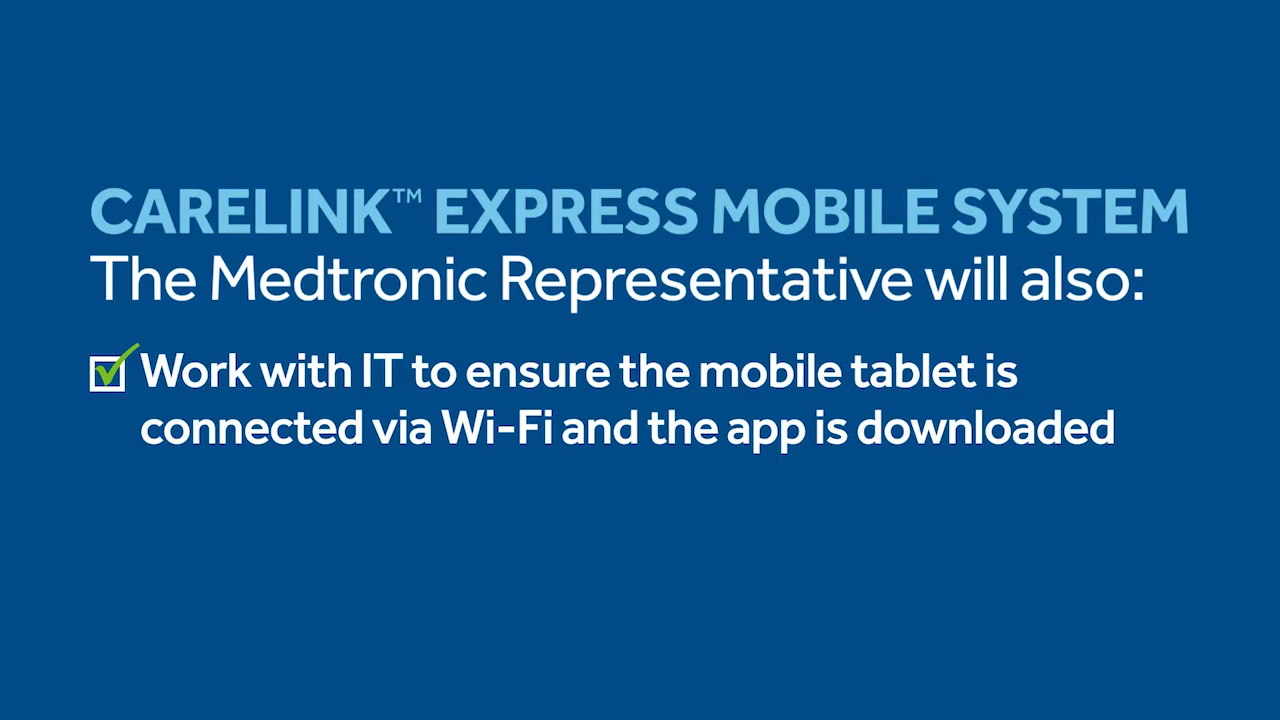 CARELINK™ EXPRESS MOBILE SYSTEM
The Medtronic Representative will also:
Work with IT to ensure the mobile tablet is
connected via Wi-Fi and the app is downloaded